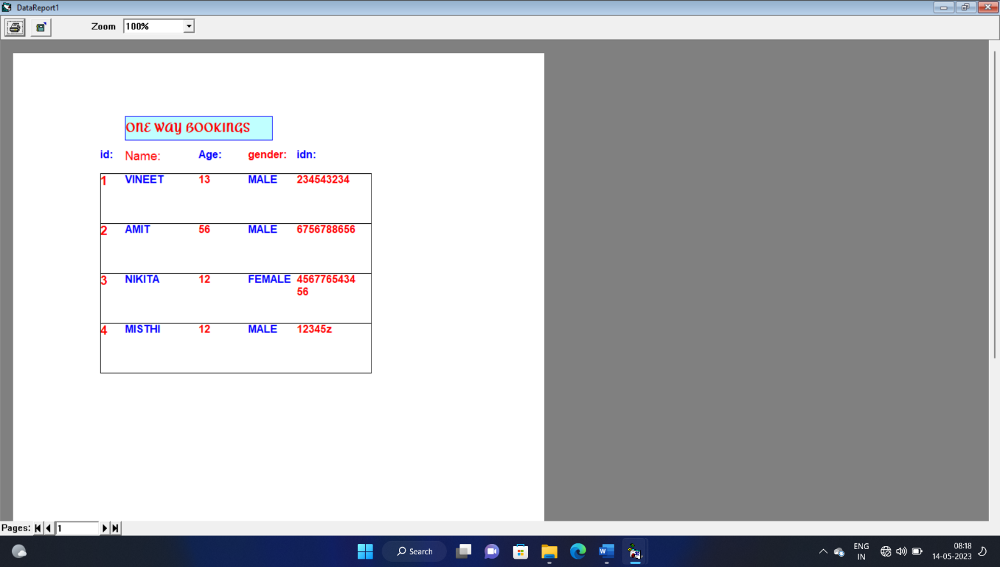 DataReport1
Zoom 100%
ONE WAY BOOKINGS
id: Name: Age: gender: idn:
1 VINEET 13 MALE 234543234
2 AMIT 56 MALE 6756788656
3 NIKITA 12 FEMALE 4567765434
56
4 MISTHI 12 MALE 12345z
Pages: 1
Search
ENG
IN
08:18
14-05-2023